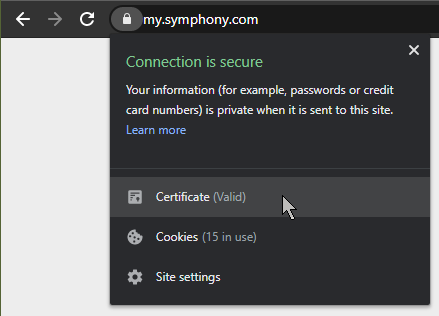 my.symphony.com
Connection is secure
Your information (for example, passwords or credit
card numbers) is private when it is sent to this site.
Learn more
Certificate (Valid)
Cookies (15 in use)
Site settings